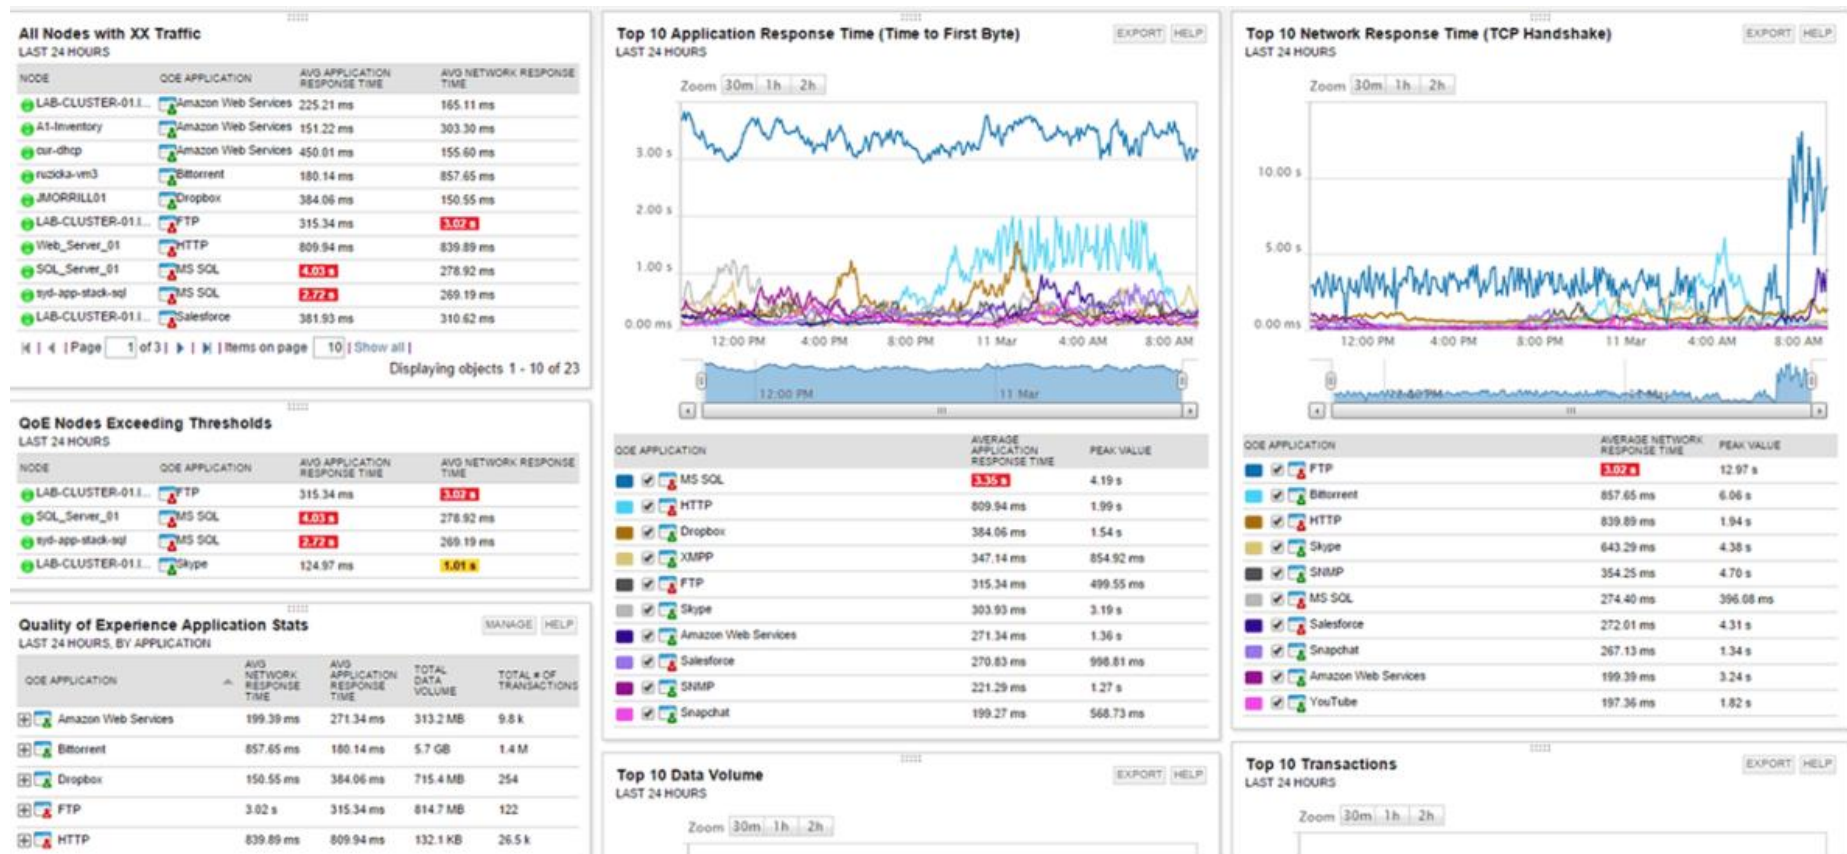 All Nodes with XX Traffic
LAST 24 HOURS
NODE QOE APPLICATION AVG APPLICATION RESPONSE TIME AVG NETWORK RESPONSE TIME
LAB-CLUSTER-01.I... Amazon Web Services 225.21 ms 165.11 ms
A1-Inventory Amazon Web Services 151.22 ms 303.30 ms
cur-dhcp Amazon Web Services 450.01 ms 155.60 ms
ruzicka-vm3 Bittorrent 180.14 ms 857.65 ms
JMORRILL01 Dropbox 384.06 ms 150.55 ms
LAB-CLUSTER-01.I... FTP 315.34 ms 3.02 s
Web_Server_01 HTTP 809.94 ms 839.89 ms
SQL_Server_01 MS SQL 4.03 s 278.92 ms
syd-app-stack-sql MS SQL 2.72 s 269.19 ms
LAB-CLUSTER-01.I... Salesforce 381.93 ms 310.62 ms
Page 1 of 3 | Items on page 10 | Show all |
Displaying objects 1 - 10 of 23
QoE Nodes Exceeding Thresholds
LAST 24 HOURS
NODE QOE APPLICATION AVG APPLICATION RESPONSE TIME AVG NETWORK RESPONSE TIME
LAB-CLUSTER-01.I... FTP 315.34 ms 3.02 s
SQL_Server_01 MS SQL 4.03 s 278.92 ms
syd-app-stack-sql MS SQL 2.72 s 269.19 ms
LAB-CLUSTER-01.I... Skype 124.97 ms 1.01 s
Quality of Experience Application Stats MANAGE HELP
LAST 24 HOURS, BY APPLICATION
QOE APPLICATION AVG NETWORK RESPONSE TIME AVG APPLICATION RESPONSE TIME TOTAL DATA VOLUME TOTAL # OF TRANSACTIONS
Amazon Web Services 199.39 ms 271.34 ms 313.2 MB 9.8 k
Bittorrent 857.65 ms 180.14 ms 5.7 GB 1.4 M
Dropbox 150.55 ms 384.06 ms 715.4 MB 254
FTP 3.02 s 315.34 ms 814.7 MB 122
HTTP 839.89 ms 809.94 ms 132.1 KB 26.5 k
Top 10 Application Response Time (Time to First Byte) EXPORT HELP
LAST 24 HOURS
Zoom 30m 1h 2h
3.00 s
2.00 s
1.00 s
0.00 ms
12:00 PM 4:00 PM 8:00 PM 11 Mar 4:00 AM 8:00 AM
12:00 PM 11 Mar
QOE APPLICATION AVERAGE APPLICATION RESPONSE TIME PEAK VALUE
MS SQL 3.35 s 4.19 s
HTTP 809.94 ms 1.99 s
Dropbox 384.06 ms 1.54 s
XMPP 347.14 ms 854.92 ms
FTP 315.34 ms 499.55 ms
Skype 303.93 ms 3.19 s
Amazon Web Services 271.34 ms 1.36 s
Salesforce 270.83 ms 998.81 ms
SNMP 221.29 ms 1.27 s
Snapchat 199.27 ms 568.73 ms
Top 10 Data Volume EXPORT HELP
LAST 24 HOURS
Zoom 30m 1h 2h
Top 10 Network Response Time (TCP Handshake) EXPORT HELP
LAST 24 HOURS
Zoom 30m 1h 2h
10.00 s
5.00 s
0.00 ms
12:00 PM 4:00 PM 8:00 PM 11 Mar 4:00 AM 8:00 AM
12:00 PM 11 Mar
QOE APPLICATION AVERAGE NETWORK RESPONSE TIME PEAK VALUE
FTP 3.02 s 12.97 s
Bittorrent 857.65 ms 6.06 s
HTTP 839.89 ms 1.94 s
Skype 643.29 ms 4.38 s
SNMP 354.25 ms 4.70 s
MS SQL 274.40 ms 396.08 ms
Salesforce 272.01 ms 4.31 s
Snapchat 267.13 ms 1.34 s
Amazon Web Services 199.39 ms 3.24 s
YouTube 197.36 ms 1.82 s
Top 10 Transactions EXPORT HELP
LAST 24 HOURS
Zoom 30m 1h 2h